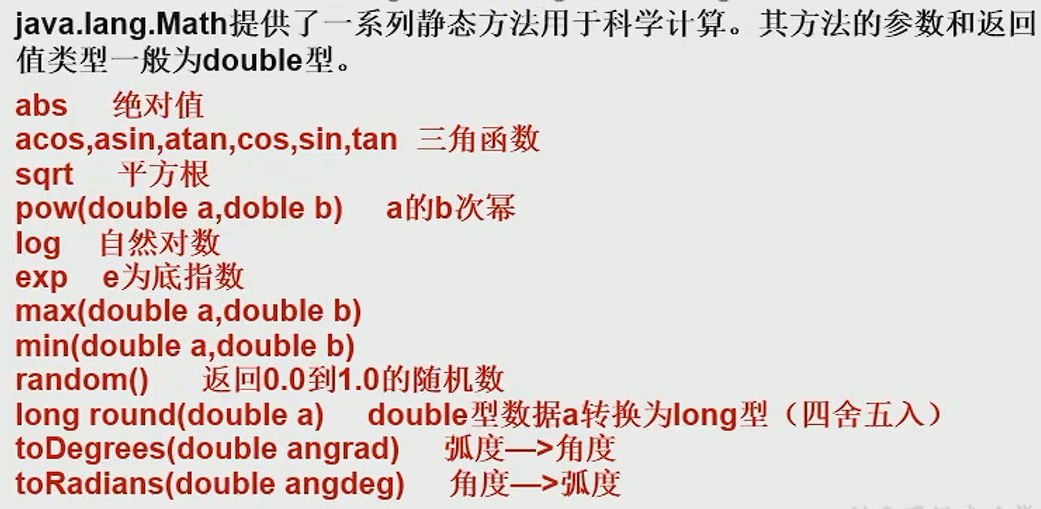 java.lang.Math提供了一系列静态方法用于科学计算。其方法的参数和返回
值类型一般为double型。
abs 绝对值
acos,asin,atan,cos,sin,tan 三角函数
sqrt 平方根
pow(double a,doble b) a的b次幂
log 自然对数
exp e为底指数
max(double a,double b)
min(double a,double b)
random() 返回0.0到1.0的随机数
long round(double a) double型数据a转换为long型（四舍五入）
toDegrees(double angrad) 弧度—>角度
toRadians(double angdeg) 角度—>弧度